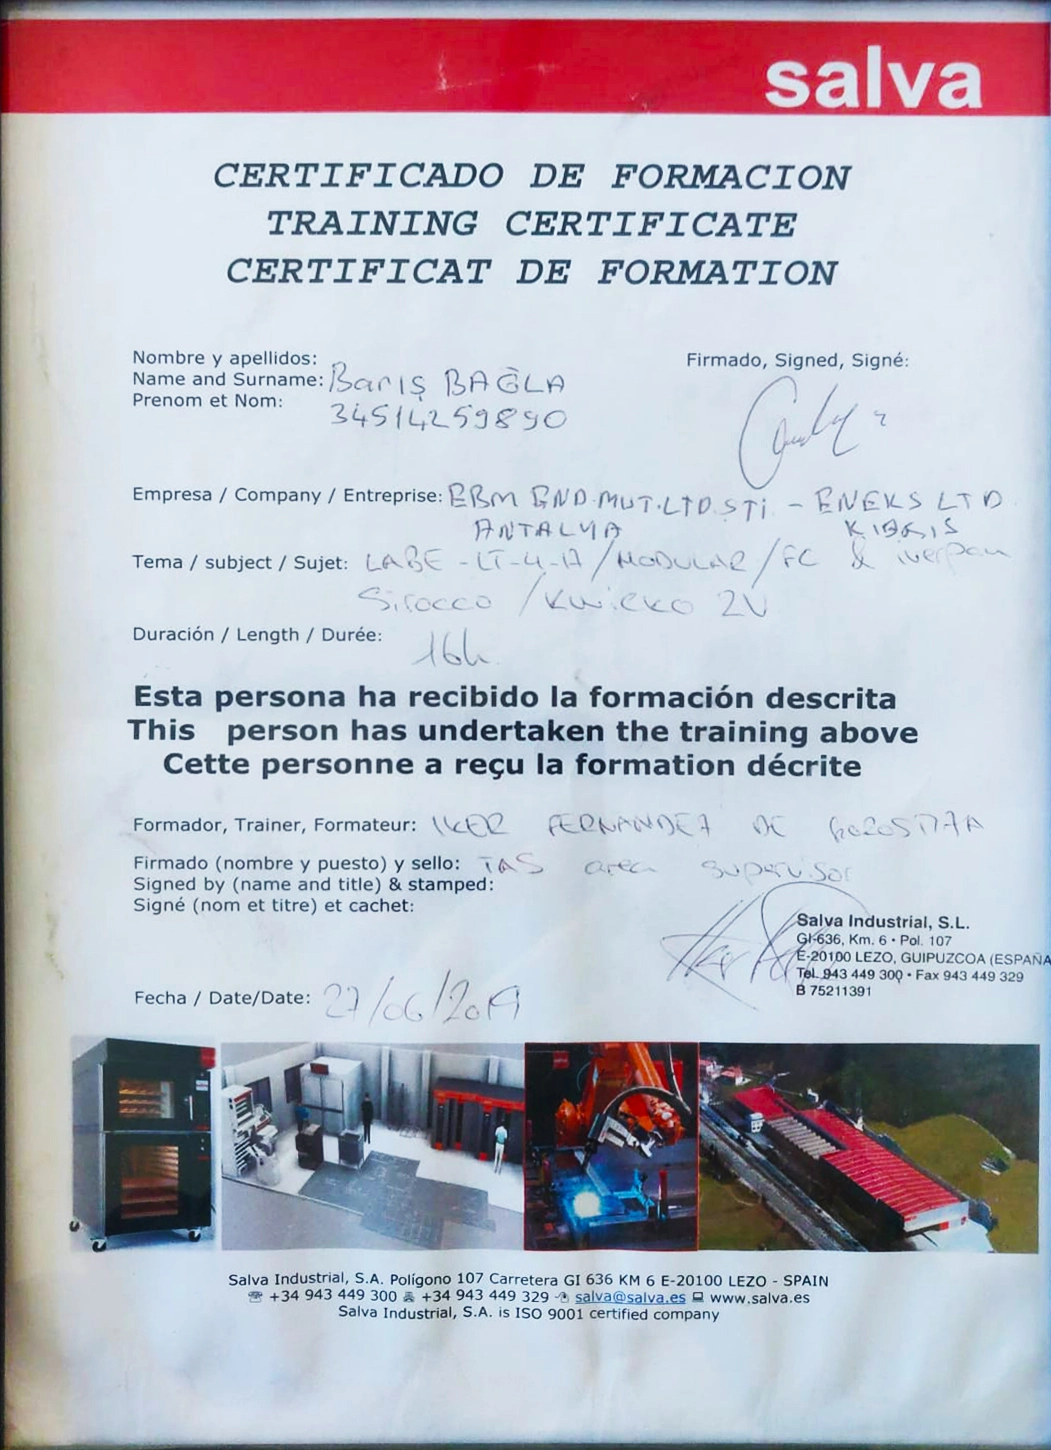 salva
CERTIFICADO DE FORMACION
TRAINING CERTIFICATE
CERTIFICAT DE FORMATION
Nombre y apellidos:
Name and Surname: Barış BAĞLA
Prenom et Nom: 34514259890
Firmado, Signed, Signé:
Empresa / Company / Entreprise: EBM END.MUT.LTD.STİ - ENEKS LTD
ANTALYA KIBRIS
Tema / subject / Sujet: LABE-LT-4-A/MODULAR/FC & iverpan
Sirocco / Kwicko 2V
Duración / Length / Durée: 16h
Esta persona ha recibido la formación descrita
This person has undertaken the training above
Cette personne a reçu la formation décrite
Formador, Trainer, Formateur: IKER FERNANDEZ DE GOROSTIZA
Firmado (nombre y puesto) y sello: TAS area supervisor
Signed by (name and title) & stamped:
Signé (nom et titre) et cachet:
Salva Industrial, S.L.
GI-636, Km. 6 • Pol. 107
E-20100 LEZO, GUIPUZCOA (ESPAÑA
Tel. 943 449 300 • Fax 943 449 329
B 75211391
Fecha / Date/Date: 27/06/2019
Salva Industrial, S.A. Polígono 107 Carretera GI 636 KM 6 E-20100 LEZO - SPAIN
+34 943 449 300 +34 943 449 329 salva@salva.es www.salva.es
Salva Industrial, S.A. is ISO 9001 certified company